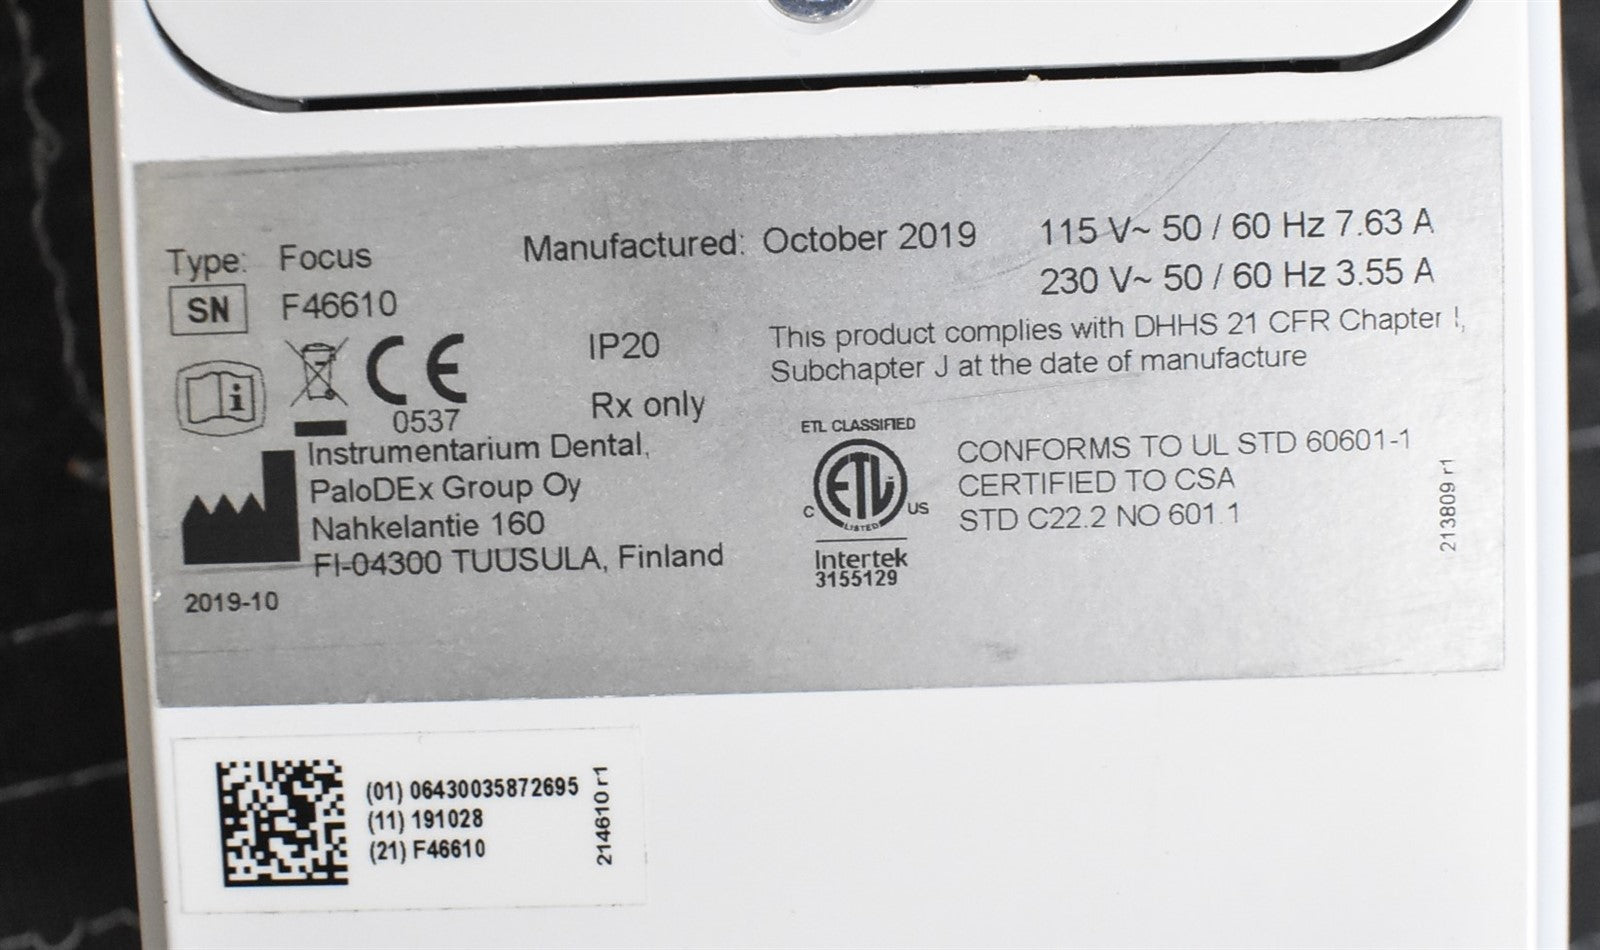 Type: Focus
Manufactured: October 2019
115 V~ 50 / 60 Hz 7.63 A
230 V~ 50 / 60 Hz 3.55 A
SN F46610
This product complies with DHHS 21 CFR Chapter I,
Subchapter J at the date of manufacture
IP20
Rx only
i
CE
0537
Instrumentarium Dental,
PaloDEx Group Oy
Nahkelantie 160
FI-04300 TUUSULA, Finland
2019-10
ETL CLASSIFIED
ETL
LISTED
C US
Intertek
3155129
CONFORMS TO UL STD 60601-1
CERTIFIED TO CSA
STD C22.2 NO 601.1
213809 r1
(01) 06430035872695
(11) 191028
(21) F46610
214610 r1